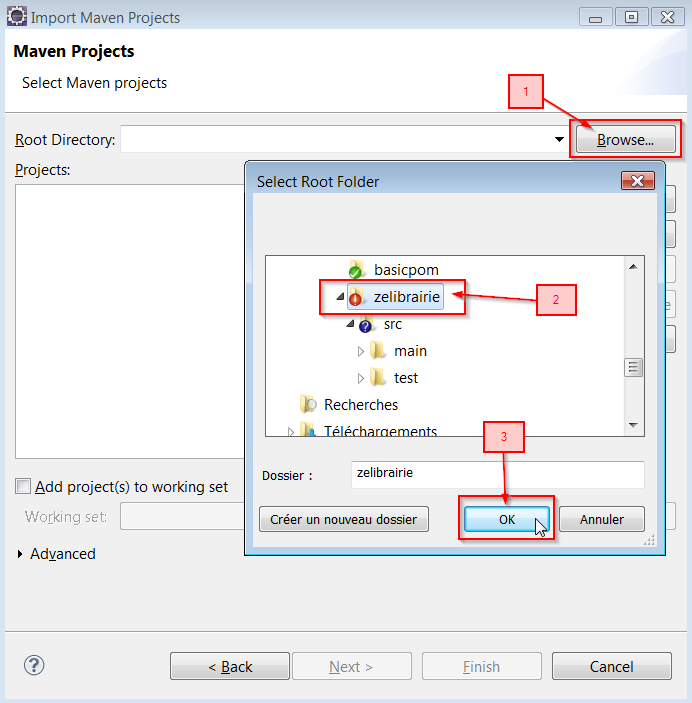 Import Maven Projects
Maven Projects
Select Maven projects
1
Root Directory:
Browse...
Projects:
Select Root Folder
basicpom
zelibrairie
2
src
main
test
Recherches
Téléchargements
3
Dossier :
zelibrairie
Add project(s) to working set
Working set:
Créer un nouveau dossier
OK
Annuler
Advanced
?
< Back
Next >
Finish
Cancel